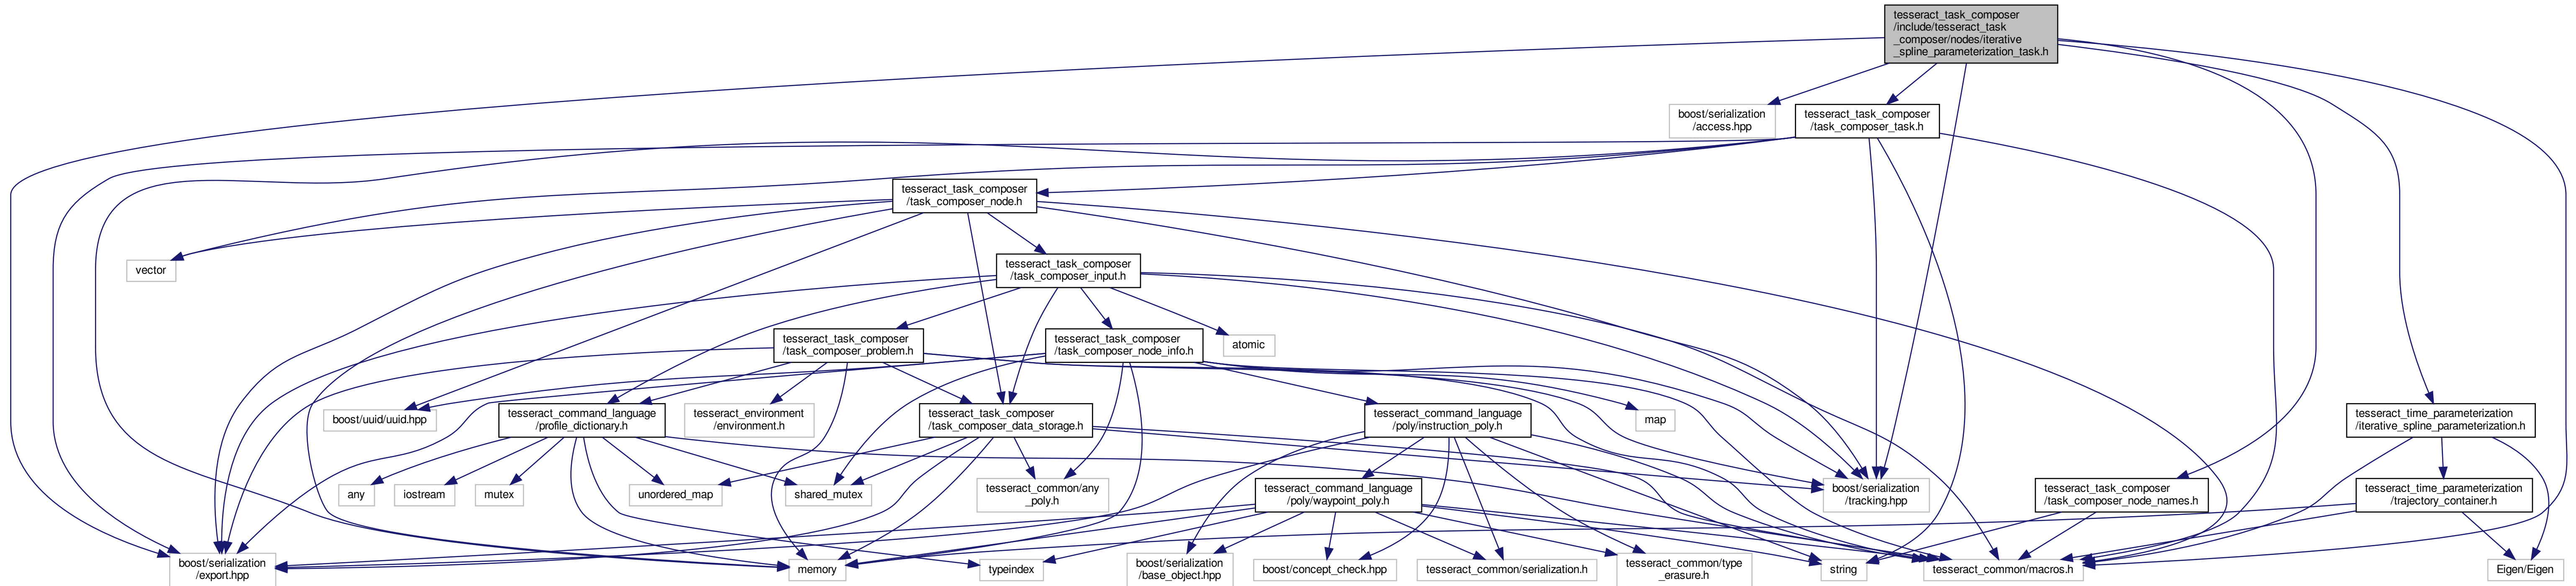 tesseract_task_composer
/include/tesseract_task
_composer/nodes/iterative
_spline_parameterization_task.h
boost/serialization
/access.hpp
tesseract_task_composer
/task_composer_task.h
tesseract_task_composer
/task_composer_node.h
vector
tesseract_task_composer
/task_composer_input.h
tesseract_task_composer
/task_composer_problem.h
tesseract_task_composer
/task_composer_node_info.h
atomic
boost/uuid/uuid.hpp
tesseract_command_language
/profile_dictionary.h
tesseract_environment
/environment.h
tesseract_task_composer
/task_composer_data_storage.h
tesseract_command_language
/poly/instruction_poly.h
map
tesseract_time_parameterization
/iterative_spline_parameterization.h
any
iostream
mutex
unordered_map
shared_mutex
tesseract_common/any
_poly.h
tesseract_command_language
/poly/waypoint_poly.h
boost/serialization
/tracking.hpp
tesseract_task_composer
/task_composer_node_names.h
tesseract_time_parameterization
/trajectory_container.h
boost/serialization
/export.hpp
memory
typeindex
boost/serialization
/base_object.hpp
boost/concept_check.hpp
tesseract_common/serialization.h
tesseract_common/type
_erasure.h
string
tesseract_common/macros.h
Eigen/Eigen